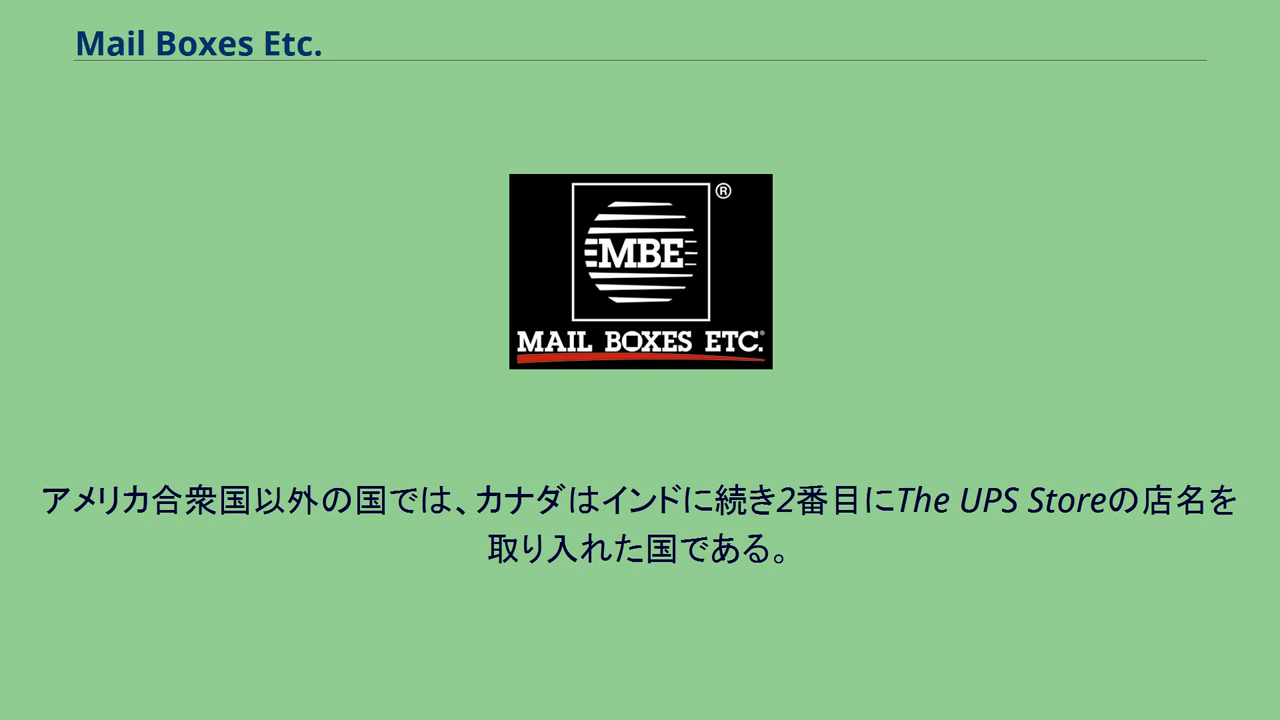 Mail Boxes Etc.
®
MBE
MAIL BOXES ETC.®
アメリカ合衆国以外の国では、カナダはインドに続き2番目にThe UPS Storeの店名を
取り入れた国である。